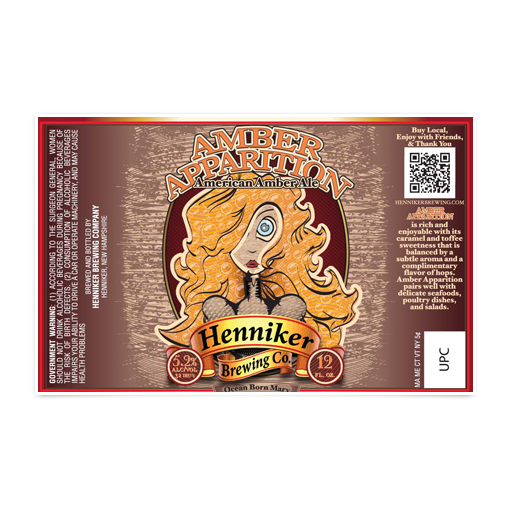 GOVERNMENT WARNING: (1) ACCORDING TO THE SURGEON GENERAL, WOMEN
SHOULD NOT DRINK ALCOHOLIC BEVERAGES DURING PREGNANCY BECAUSE OF
THE RISK OF BIRTH DEFECTS. (2) CONSUMPTION OF ALCOHOLIC BEVERAGES
IMPAIRS YOUR ABILITY TO DRIVE A CAR OR OPERATE MACHINERY, AND MAY CAUSE
HEALTH PROBLEMS
BREWED AND BOTTLED BY
HENNIKER BREWING COMPANY
HENNIKER, NEW HAMPSHIRE
AMBER
APPARITION
American Amber Ale
Henniker
Brewing Co.
5.2%
ALC/VOL
12
FL. OZ.
Ocean Born Mary
Buy Local,
Enjoy with Friends,
& Thank You
HENNIKERBREWING.COM
AMBER
APPARITION
is rich and
enjoyable with its
caramel and toffee
sweetness that is
balanced by a
subtle aroma and a
complimentary
flavor of hops.
Amber Apparition
pairs well with
delicate seafoods,
poultry dishes,
and salads.
MA ME CT VT NY 5¢
UPC